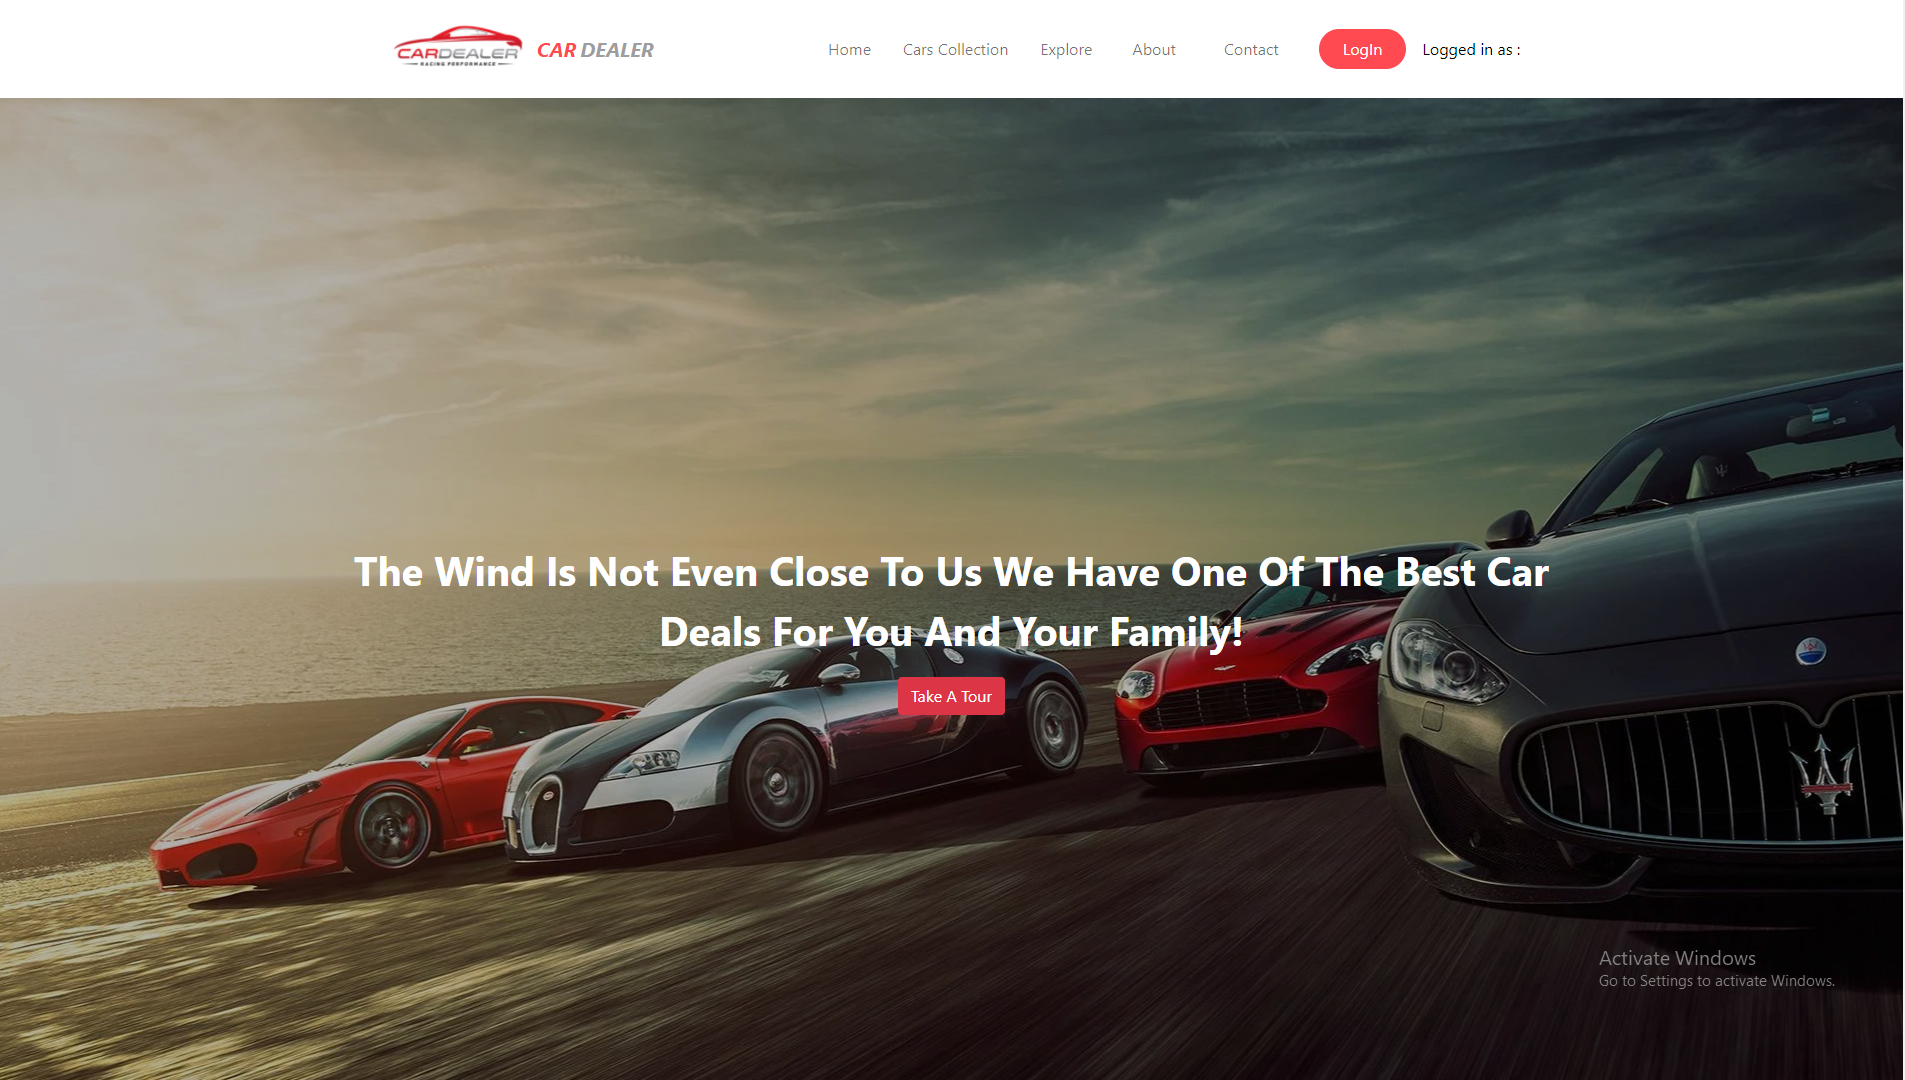 CARDEALER
RACING PERFORMANCE
CAR DEALER
Home
Cars Collection
Explore
About
Contact
LogIn
Logged in as :
The Wind Is Not Even Close To Us We Have One Of The Best Car
Deals For You And Your Family!
Take A Tour
Activate Windows
Go to Settings to activate Windows.